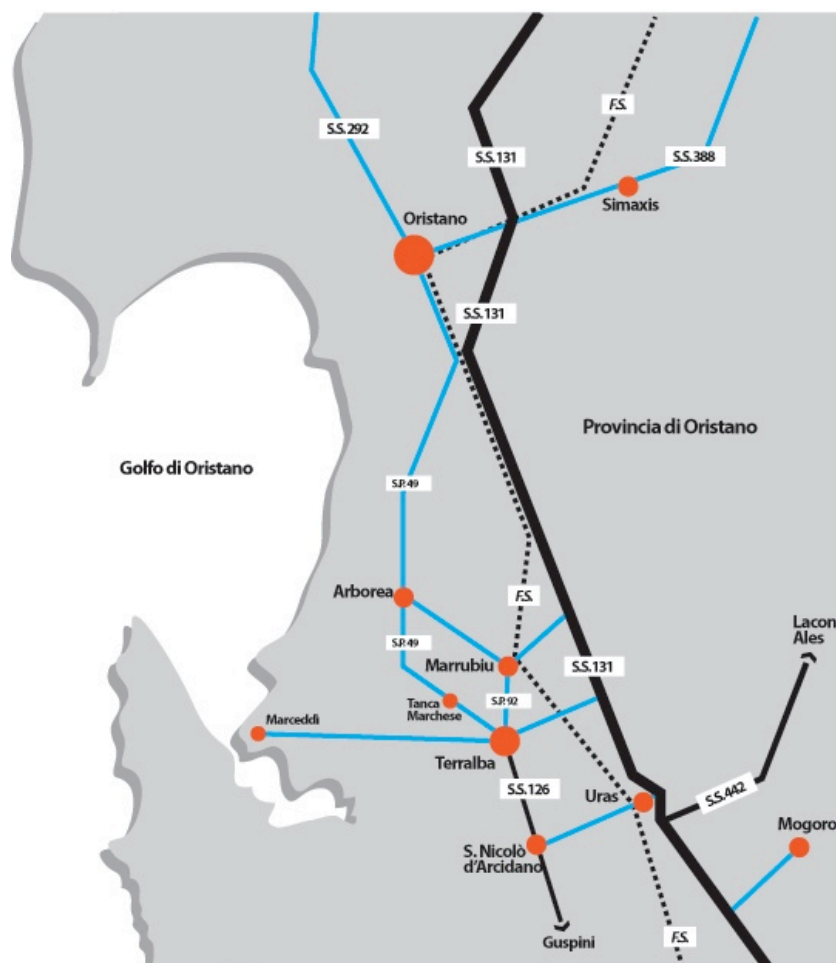 F.S.
S.S.292
S.S.131
S.S.388
Simaxis
Oristano
S.S.131
Provincia di Oristano
Golfo di Oristano
S.P.49
Arborea
F.S.
Lacon
Ales
S.P.49
Marrubiu
S.S.131
S.P.92
Tanca
Marchese
Marceddì
Terralba
S.S.126
Uras
S.S.442
Mogoro
S. Nicolò
d'Arcidano
Guspini
F.S.